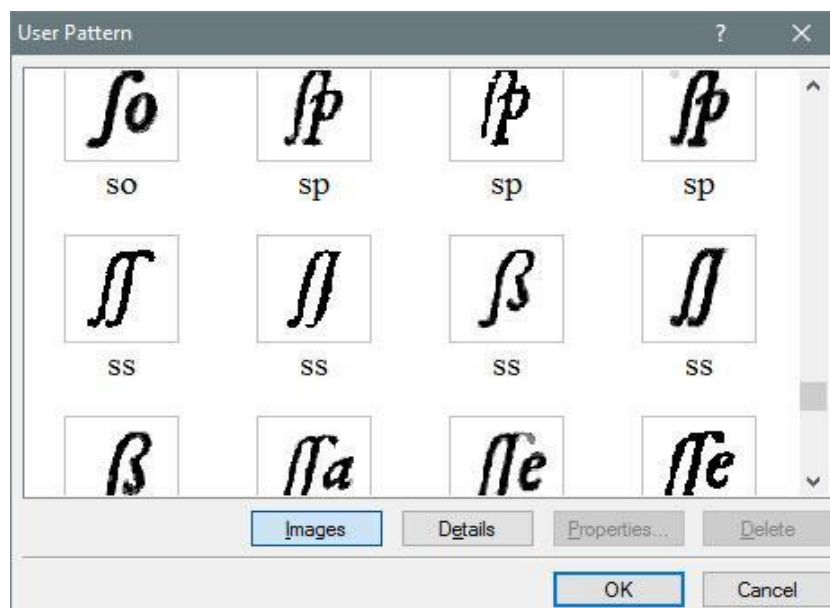 User Pattern ? ×
ſo ſp ſp ſp
so sp sp sp
ſſ ſſ ß ſſ
ss ss ss ss
ß ſſa ſſe ſſe
Images Details Properties... Delete
OK Cancel